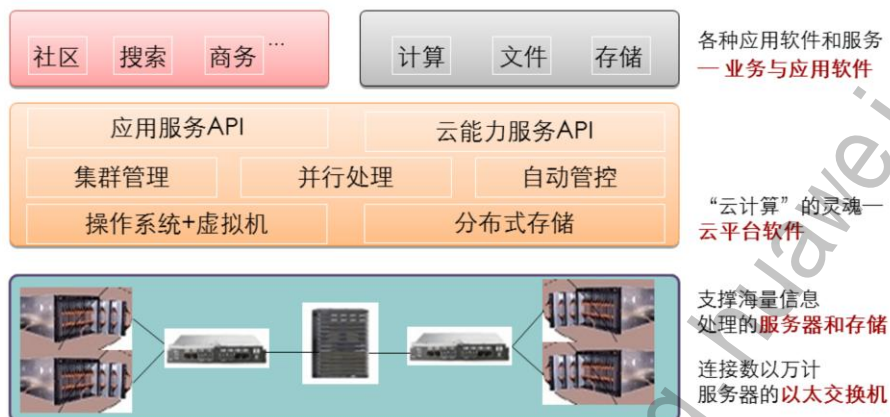 社区 搜索 商务 ...
计算 文件 存储
各种应用软件和服务
— 业务与应用软件
应用服务API 云能力服务API
集群管理 并行处理 自动管控
操作系统+虚拟机 分布式存储
“云计算”的灵魂—
云平台软件
支撑海量信息
处理的服务器和存储
连接数以万计
服务器的以太交换机